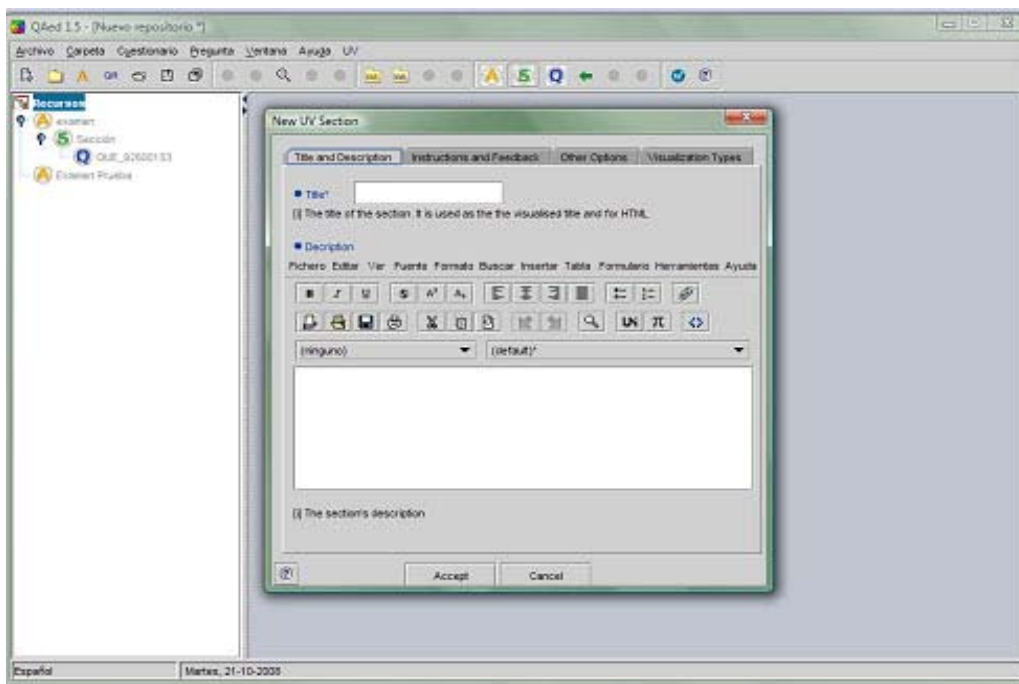 QAed 1.5 - [Nuevo repositorio *]
Archivo Carpeta Cuestionario Pregunta Ventana Ayuda UV
Recursos
examen
Sección
QUE_92600153
Examen Prueba
New UV Section
Title and Description Instructions and Feedback Other Options Visualization Types
Title*
[i] The title of the section. It is used as the the visualised title and for HTML.
Decription
Fichero Editar Ver Fuente Formato Buscar Insertar Tabla Formulario Herramientas Ayuda
(ninguno) (default)*
[i] The section's description
Accept Cancel
Español Martes, 21-10-2008